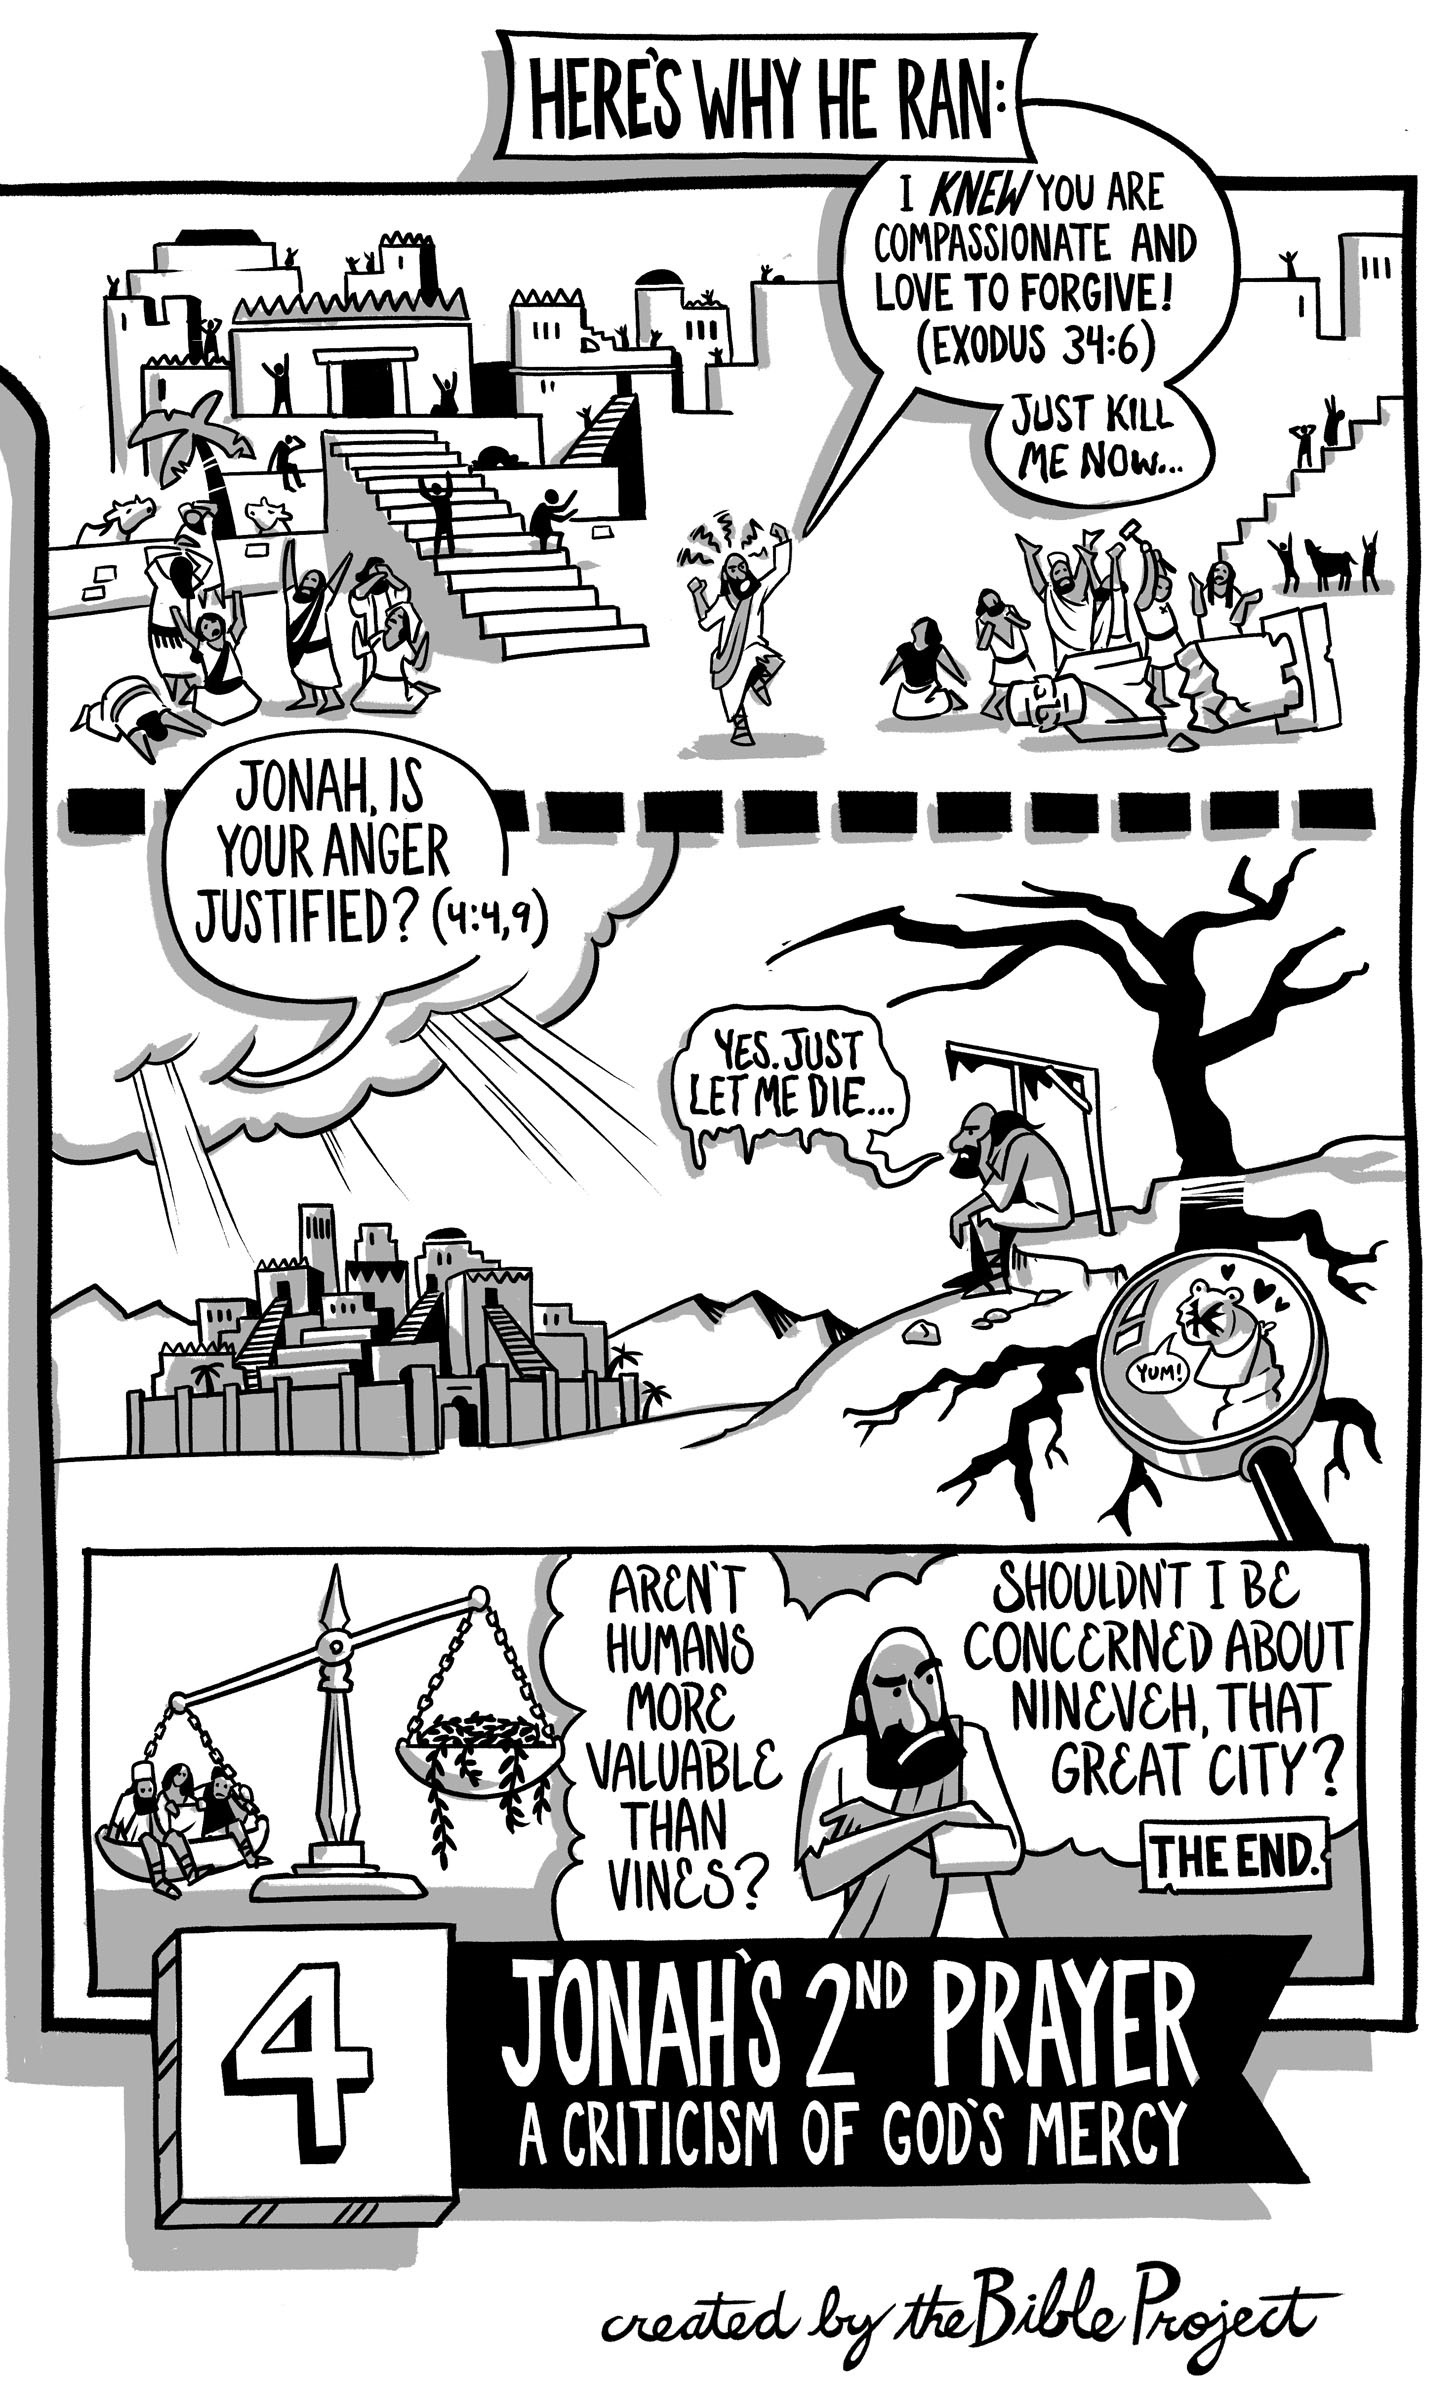 HERE'S WHY HE RAN:
I KNEW YOU ARE
COMPASSIONATE AND
LOVE TO FORGIVE!
(EXODUS 34:6)
JUST KILL
ME NOW...
JONAH, IS
YOUR ANGER
JUSTIFIED? (4:4,9)
YES. JUST
LET ME DIE...
YUM!
AREN'T
HUMANS
MORE
VALUABLE
THAN
VINES?
SHOULDN'T I BE
CONCERNED ABOUT
NINEVEH, THAT
GREAT CITY?
THE END.
4
JONAH'S 2ND PRAYER
A CRITICISM OF GOD'S MERCY
created by the Bible Project